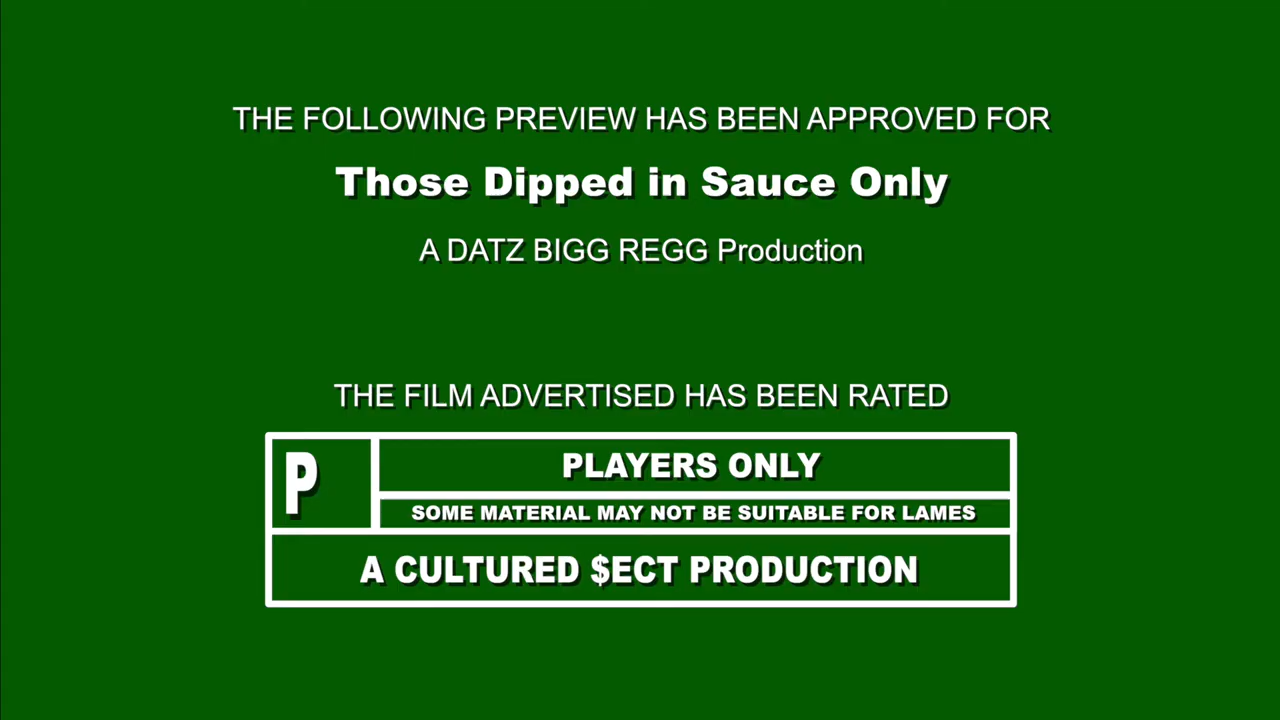 THE FOLLOWING PREVIEW HAS BEEN APPROVED FOR
Those Dipped in Sauce Only
A DATZ BIGG REGG Production
THE FILM ADVERTISED HAS BEEN RATED
P
PLAYERS ONLY
SOME MATERIAL MAY NOT BE SUITABLE FOR LAMES
A CULTURED $ECT PRODUCTION